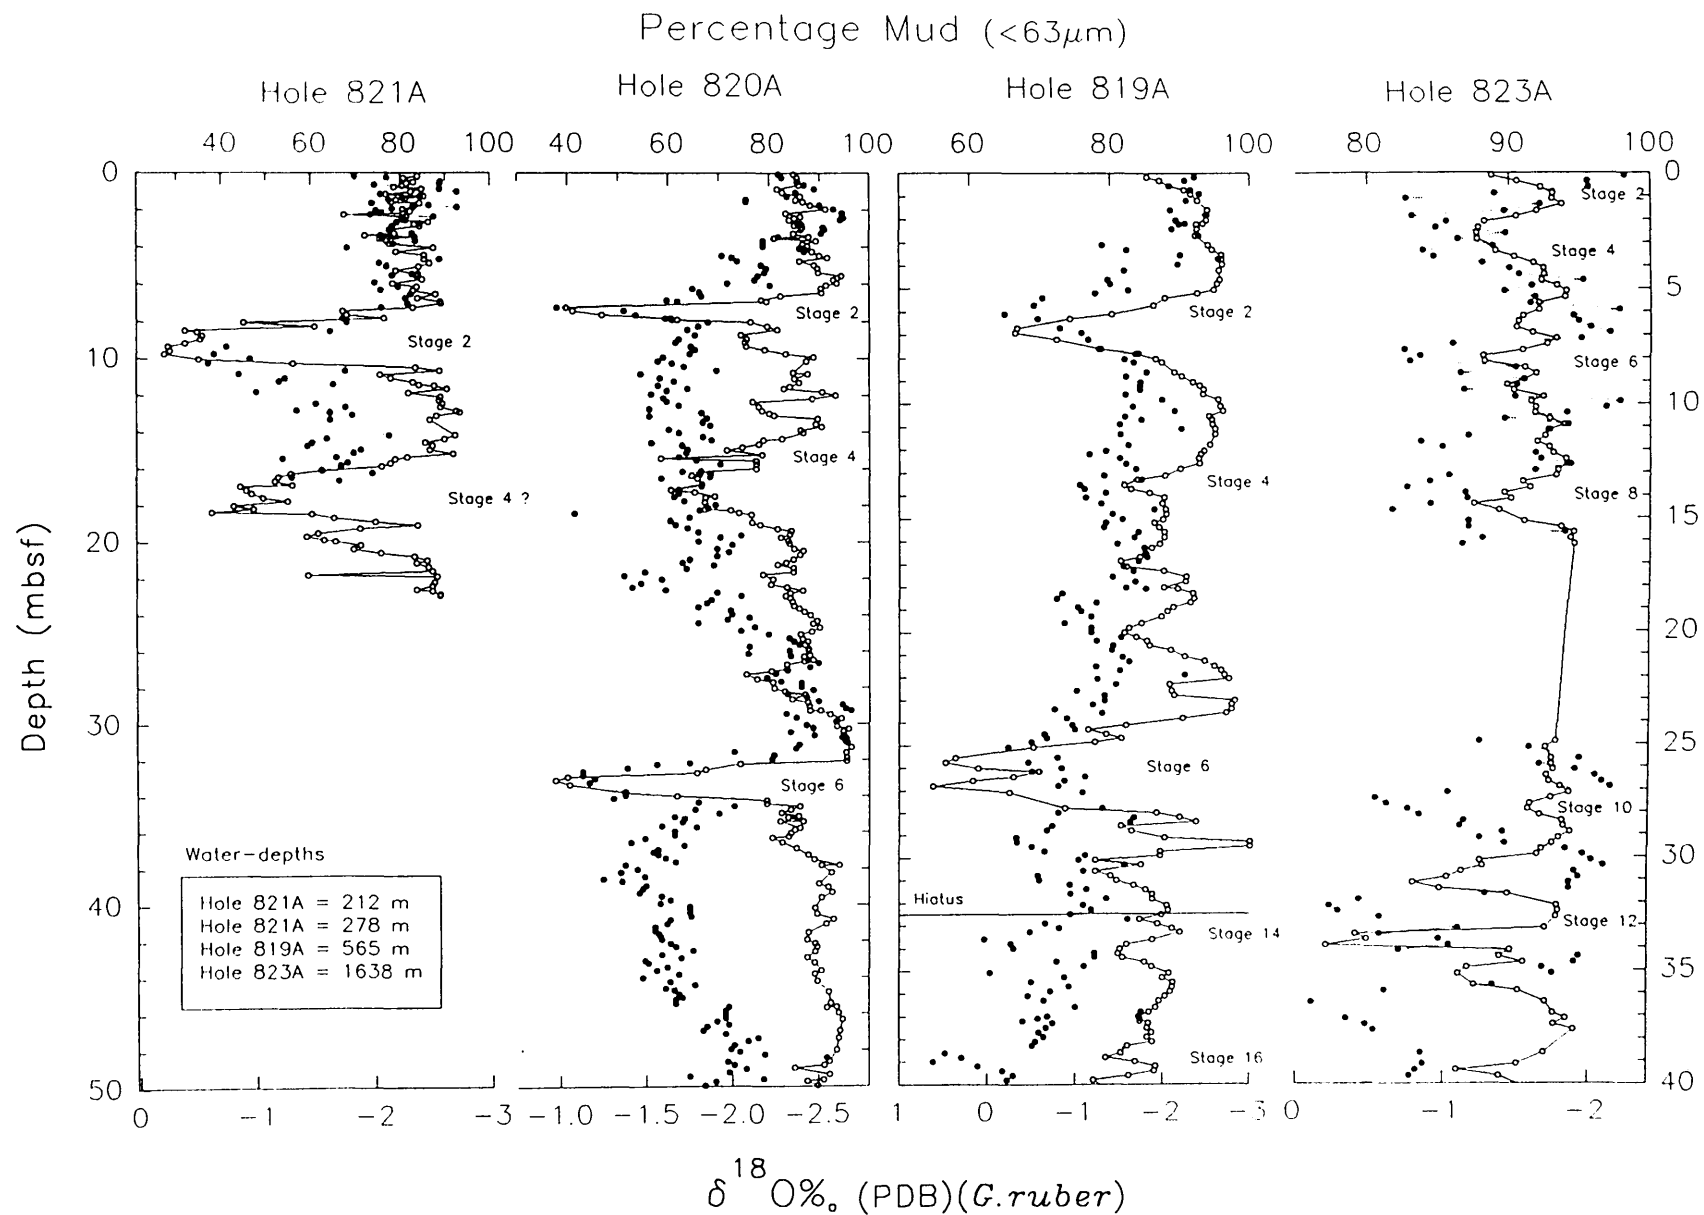 Percentage Mud (<63μm)
Hole 821A
Hole 820A
Hole 819A
Hole 823A
40 60 80 100
40 60 80 100
60 80 100
80 90 100
0
10
20
30
40
50
Depth (mbsf)
0
5
10
15
20
25
30
35
40
Stage 2
Stage 4 ?
Stage 2
Stage 4
Stage 6
Stage 2
Stage 4
Stage 6
Hiatus
Stage 14
Stage 16
Stage 2
Stage 4
Stage 6
Stage 8
Stage 10
Stage 12
Water-depths
Hole 821A = 212 m
Hole 821A = 278 m
Hole 819A = 565 m
Hole 823A = 1638 m
0 -1 -2 -3
-1.0 -1.5 -2.0 -2.5
1 0 -1 -2 -3
0 -1 -2
δ 18 O‰ (PDB)(G.ruber)